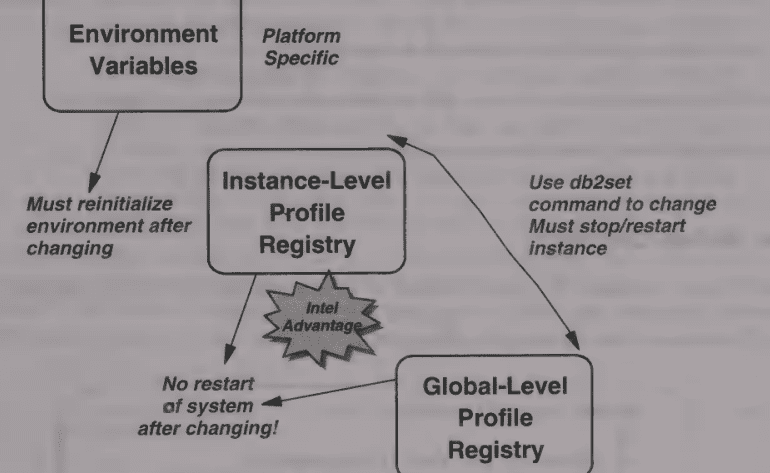 Environment
Variables
Platform
Specific
Must reinitialize
environment after
changing
Instance-Level
Profile
Registry
Use db2set
command to change
Must stop/restart
instance
Intel
Advantage
No restart
of system
after changing!
Global-Level
Profile
Registry